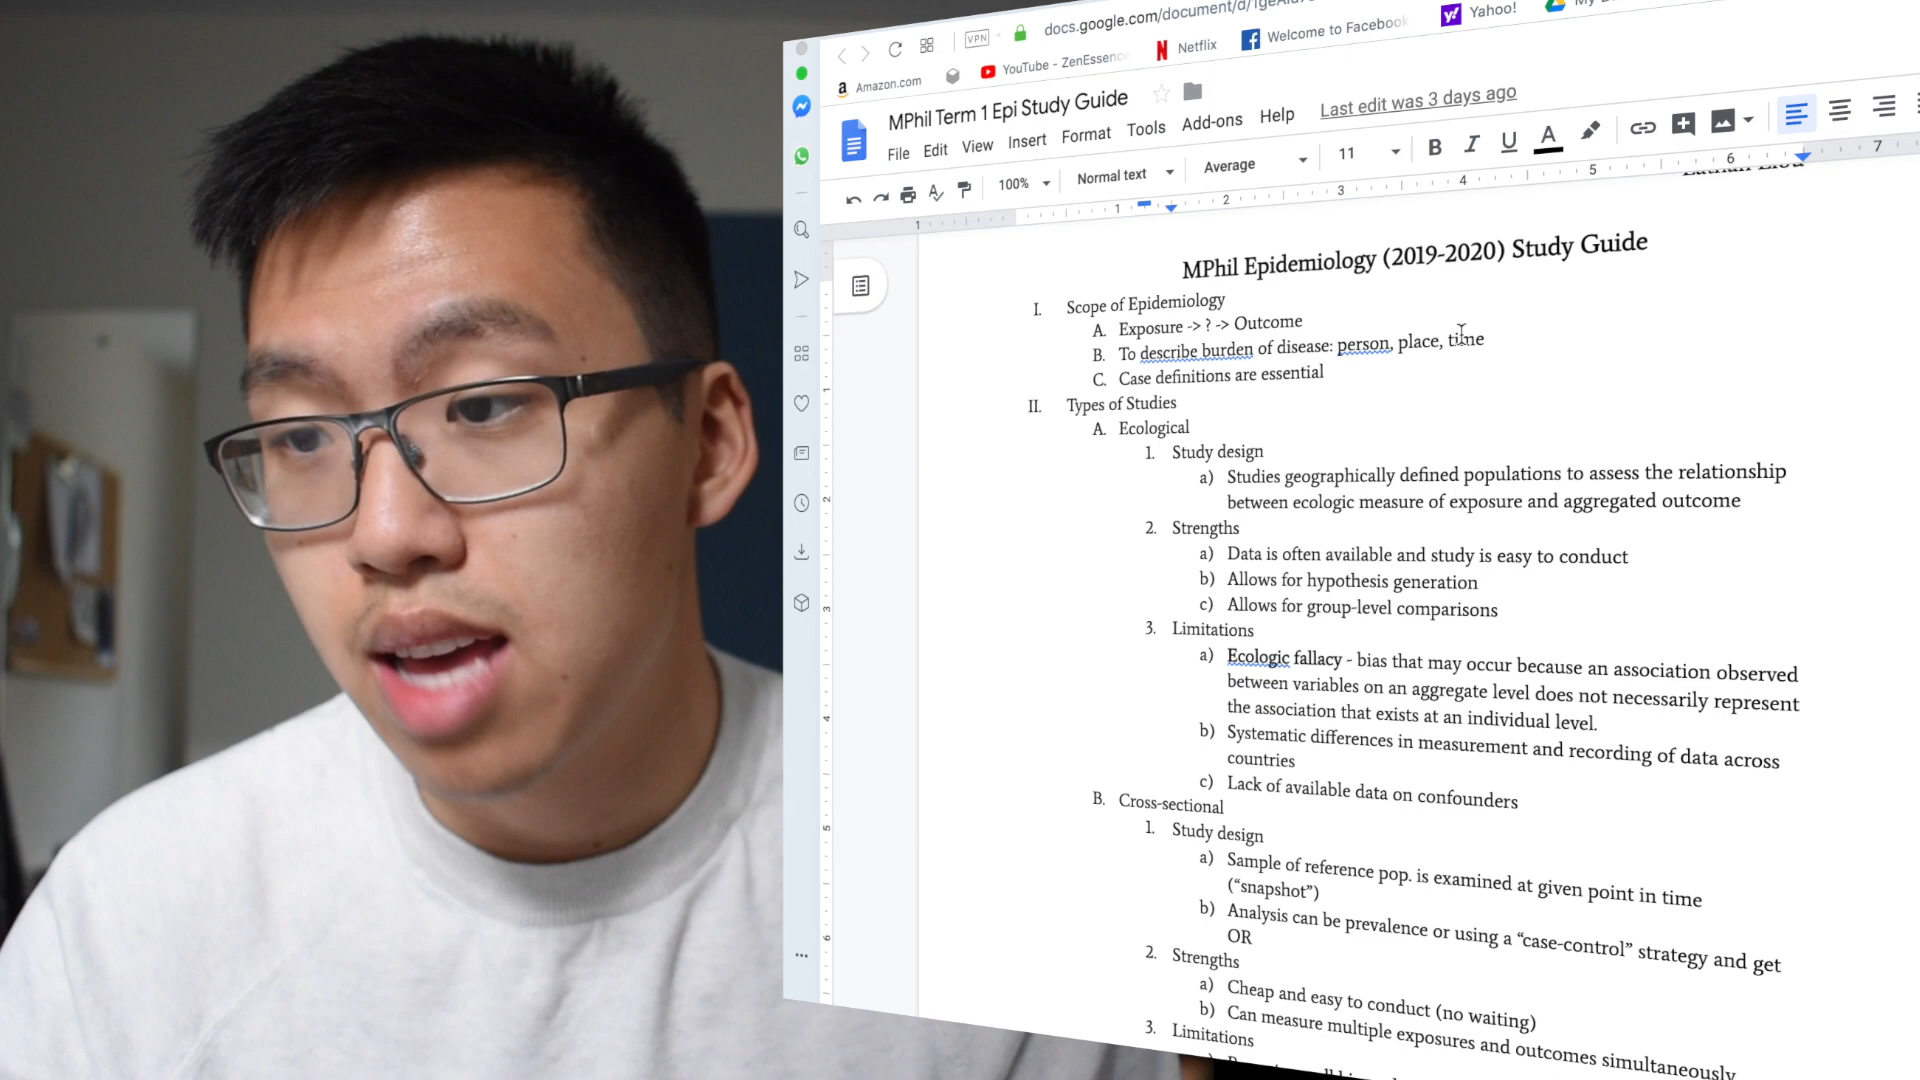 docs.google.com/document/d/1geAi
VPN
Yahoo!
Amazon.com
YouTube - ZenEssence
Netflix
Welcome to Facebook
MPhil Term 1 Epi Study Guide
File Edit View Insert Format Tools Add-ons Help Last edit was 3 days ago
100% Normal text Average 11 B I U A
1 1 2 3 4 5 6 7
MPhil Epidemiology (2019-2020) Study Guide
I. Scope of Epidemiology
A. Exposure -> ? -> Outcome
B. To describe burden of disease: person, place, time
C. Case definitions are essential
II. Types of Studies
A. Ecological
1. Study design
a) Studies geographically defined populations to assess the relationship
between ecologic measure of exposure and aggregated outcome
2. Strengths
a) Data is often available and study is easy to conduct
b) Allows for hypothesis generation
c) Allows for group-level comparisons
3. Limitations
a) Ecologic fallacy - bias that may occur because an association observed
between variables on an aggregate level does not necessarily represent
the association that exists at an individual level.
b) Systematic differences in measurement and recording of data across
countries
c) Lack of available data on confounders
B. Cross-sectional
1. Study design
a) Sample of reference pop. is examined at given point in time
("snapshot")
b) Analysis can be prevalence or using a “case-control” strategy and get
OR
2. Strengths
a) Cheap and easy to conduct (no waiting)
b) Can measure multiple exposures and outcomes simultaneously
3. Limitations